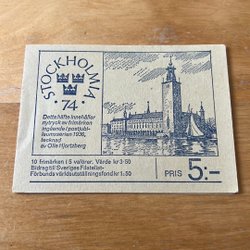 STOCKHOLMIA
'74
Detta häfte innehåller
nytryck av frimärken
ingående i postjubi-
leumsserien 1936,
tecknad
av Olle Hjortzberg
10 frimärken i 5 valörer. Värde kr 3:50
Bidrag till Sveriges Filatelist-
Förbunds världsutställningsfond kr 1:50
PRIS 5:-